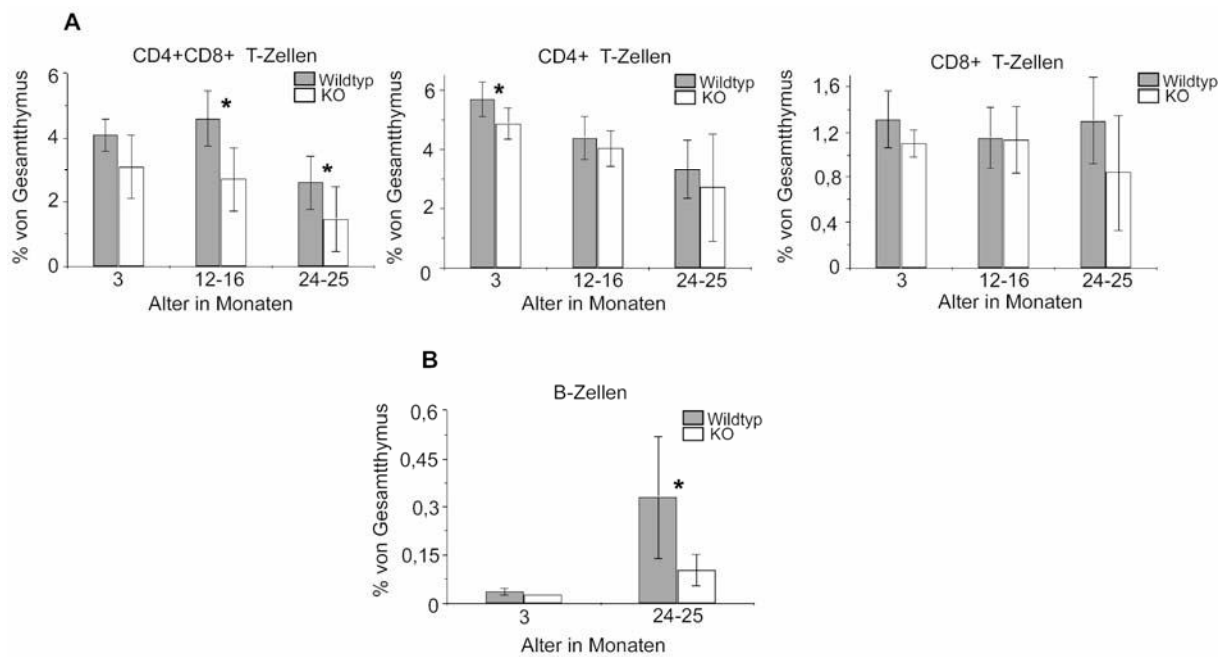 A
CD4+CD8+ T-Zellen
% von Gesamtthymus
6
4
2
0
Wildtyp
KO
*
*
3 12-16 24-25
Alter in Monaten
CD4+ T-Zellen
% von Gesamtthymus
6
4
2
0
Wildtyp
KO
*
3 12-16 24-25
Alter in Monaten
CD8+ T-Zellen
% von Gesamtthymus
1,6
1,2
0,8
0,4
0
Wildtyp
KO
3 12-16 24-25
Alter in Monaten
B
B-Zellen
% von Gesamtthymus
0,6
0,45
0,3
0,15
0
Wildtyp
KO
*
3 24-25
Alter in Monaten